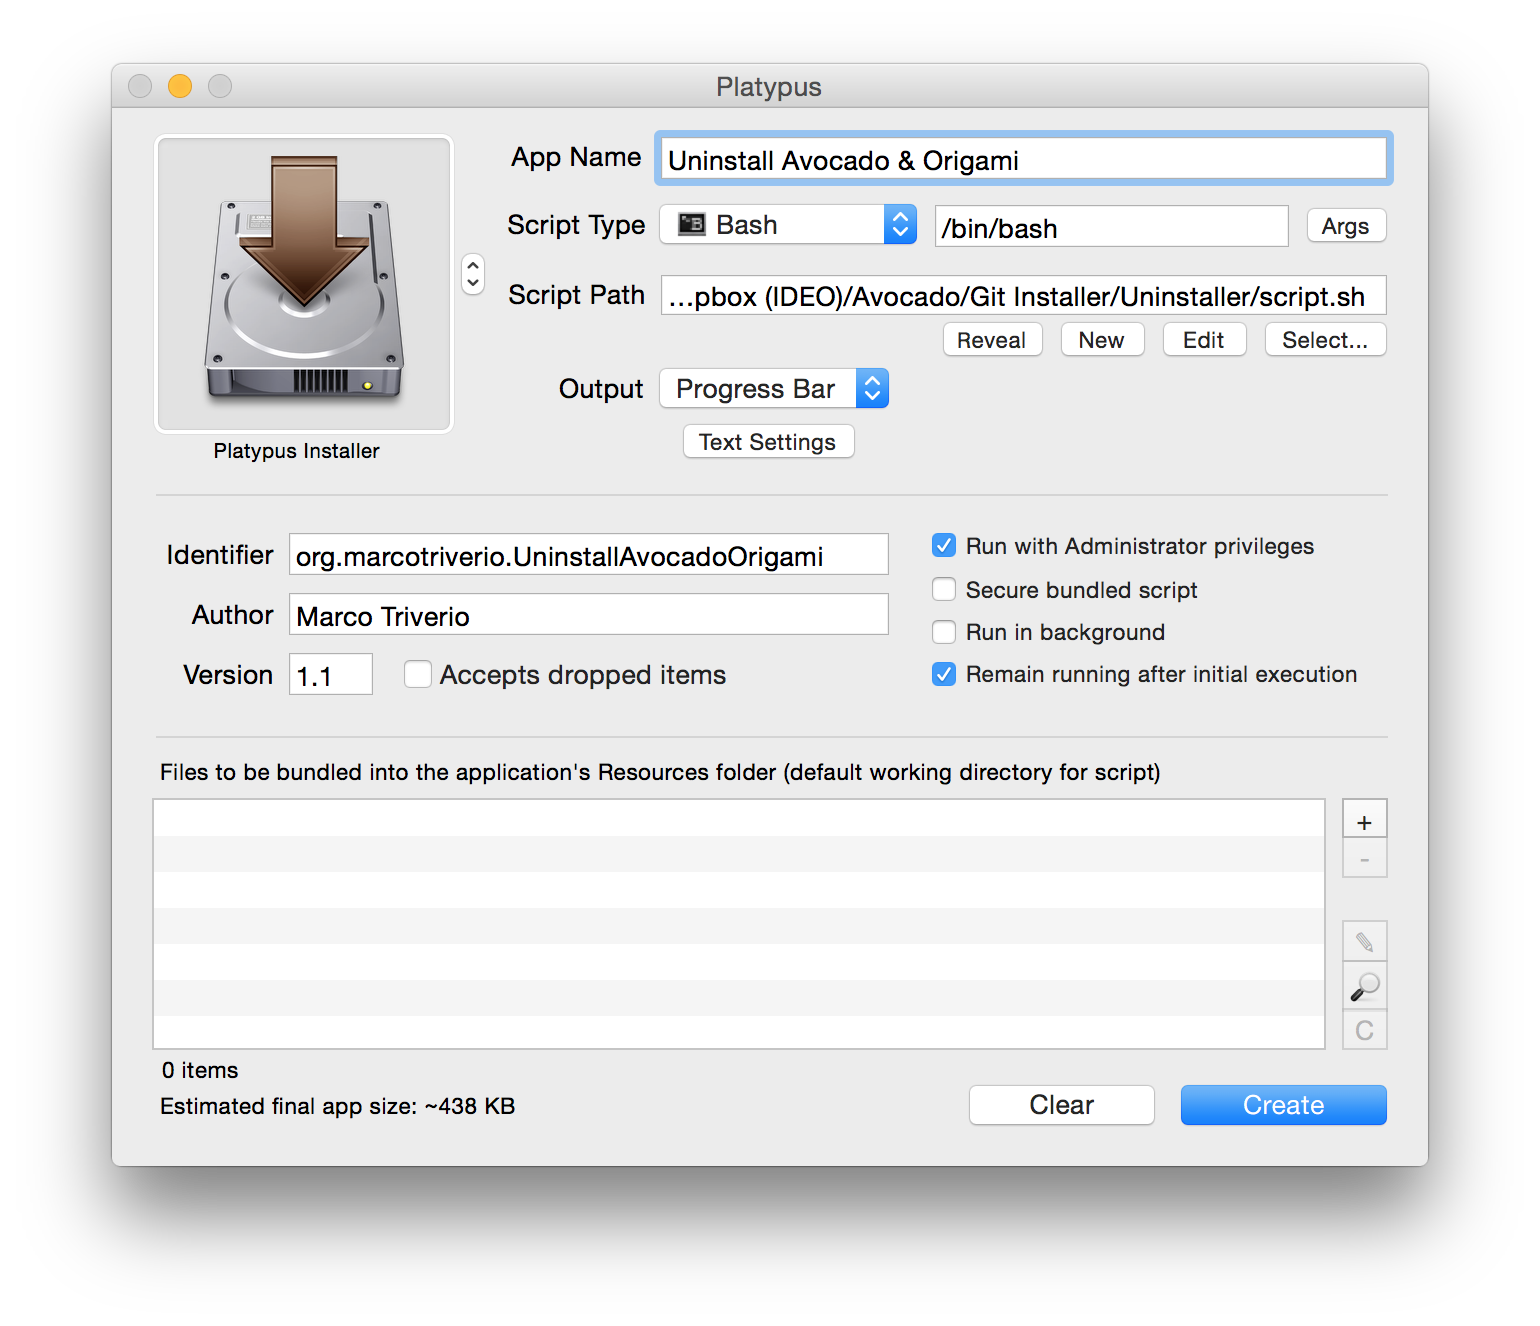 Platypus
App Name Uninstall Avocado & Origami
Script Type Bash /bin/bash Args
Script Path ...pbox (IDEO)/Avocado/Git Installer/Uninstaller/script.sh
Reveal New Edit Select...
Output Progress Bar
Text Settings
Platypus Installer
Identifier org.marcotriverio.UninstallAvocadoOrigami
Run with Administrator privileges
Secure bundled script
Author Marco Triverio
Run in background
Version 1.1 Accepts dropped items
Remain running after initial execution
Files to be bundled into the application's Resources folder (default working directory for script)
+
-
C
0 items
Estimated final app size: ~438 KB
Clear Create